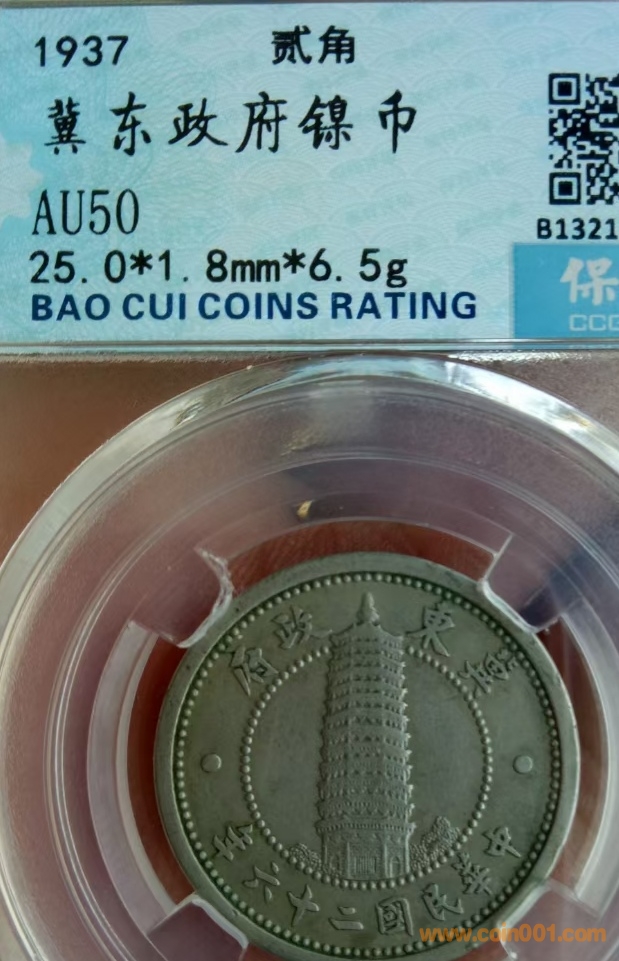 1937 贰角
冀东政府镍币
AU50
B1321
25.0*1.8mm*6.5g
保
BAO CUI COINS RATING
CCG
冀東政府
中華民國二十六年
www.coin001.com